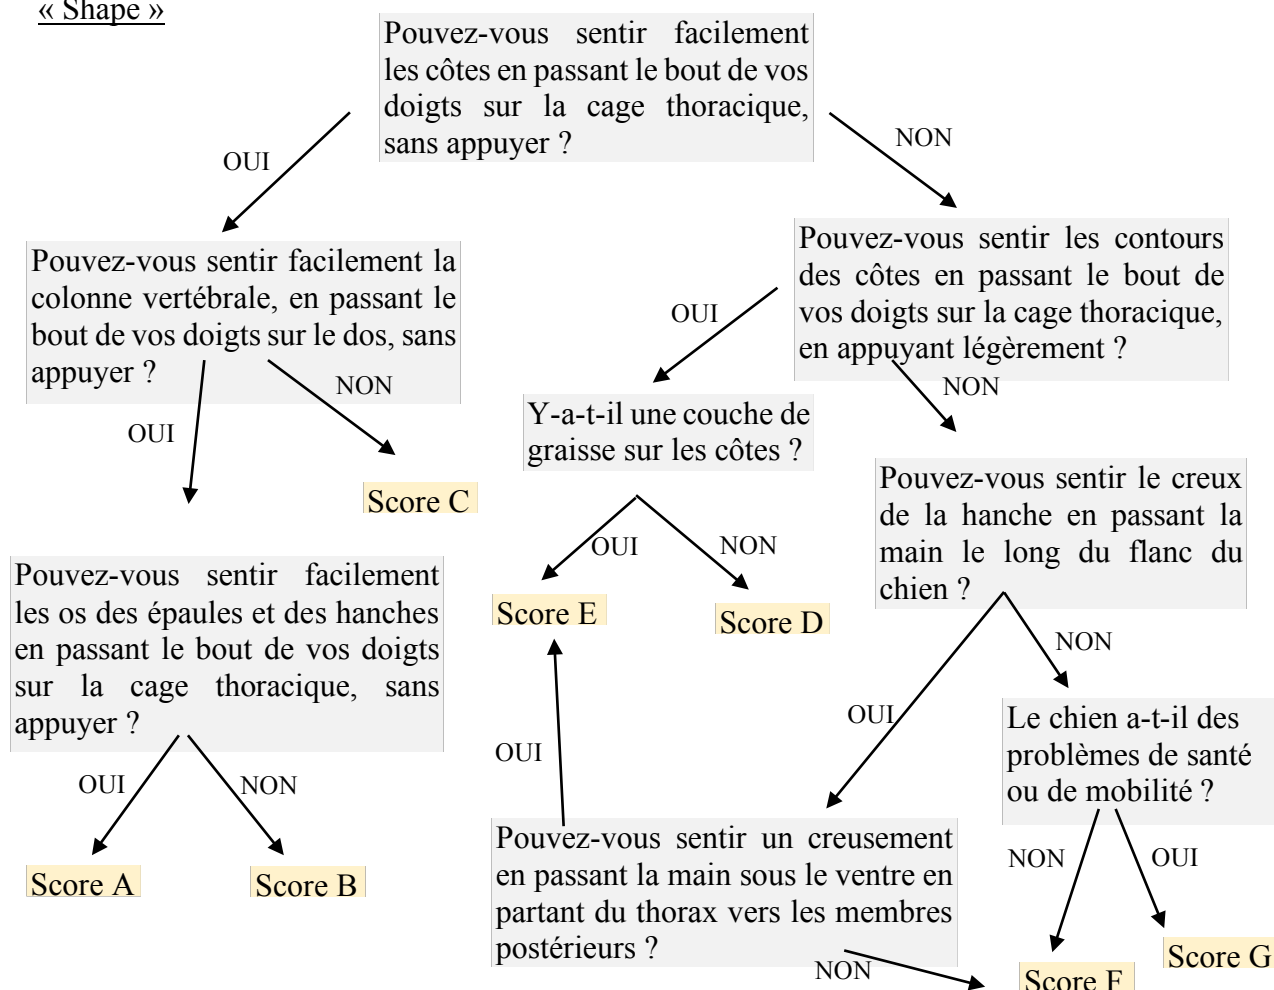 « Shape »
Pouvez-vous sentir facilement
les côtes en passant le bout de vos
doigts sur la cage thoracique,
sans appuyer ?
OUI
NON
Pouvez-vous sentir facilement la
colonne vertébrale, en passant le
bout de vos doigts sur le dos, sans
appuyer ?
Pouvez-vous sentir les contours
des côtes en passant le bout de
vos doigts sur la cage thoracique,
en appuyant légèrement ?
OUI
NON
OUI
NON
Score C
Y-a-t-il une couche de
graisse sur les côtes ?
Pouvez-vous sentir le creux
de la hanche en passant la
main le long du flanc du
chien ?
Pouvez-vous sentir facilement
les os des épaules et des hanches
en passant le bout de vos doigts
sur la cage thoracique, sans
appuyer ?
OUI
NON
Score E
Score D
OUI
NON
OUI
NON
Score A
Score B
OUI
Le chien a-t-il des
problèmes de santé
ou de mobilité ?
Pouvez-vous sentir un creusement
en passant la main sous le ventre en
partant du thorax vers les membres
postérieurs ?
NON
NON
OUI
Score F
Score G